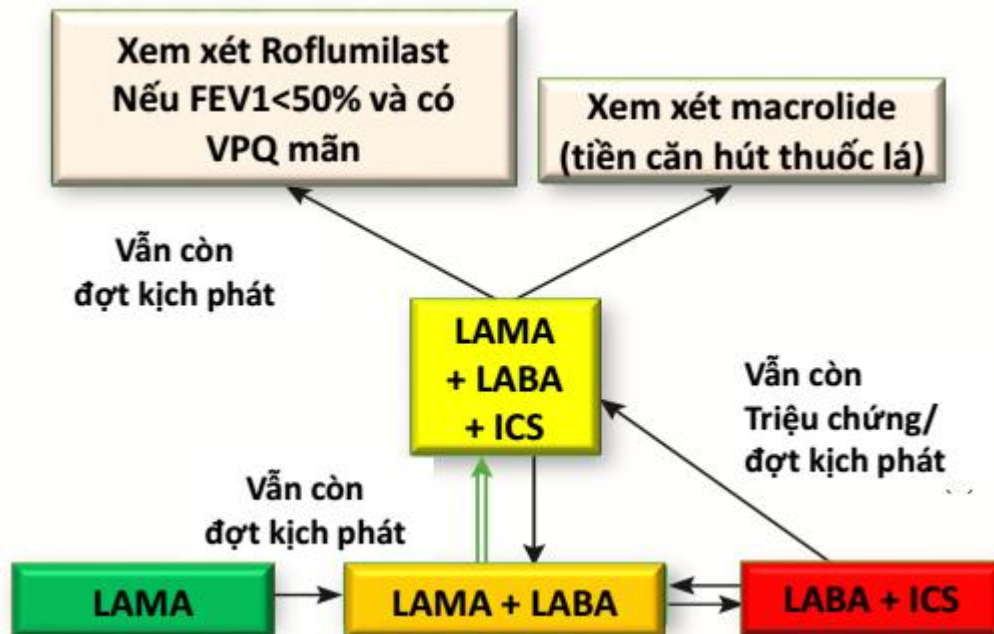 Xem xét Roflumilast
Nếu FEV1<50% và có
VPQ mãn
Xem xét macrolide
(tiền căn hút thuốc lá)
Vẫn còn
đợt kịch phát
LAMA
+ LABA
+ ICS
Vẫn còn
Triệu chứng/
đợt kịch phát
Vẫn còn
đợt kịch phát
LAMA
LAMA + LABA
LABA + ICS